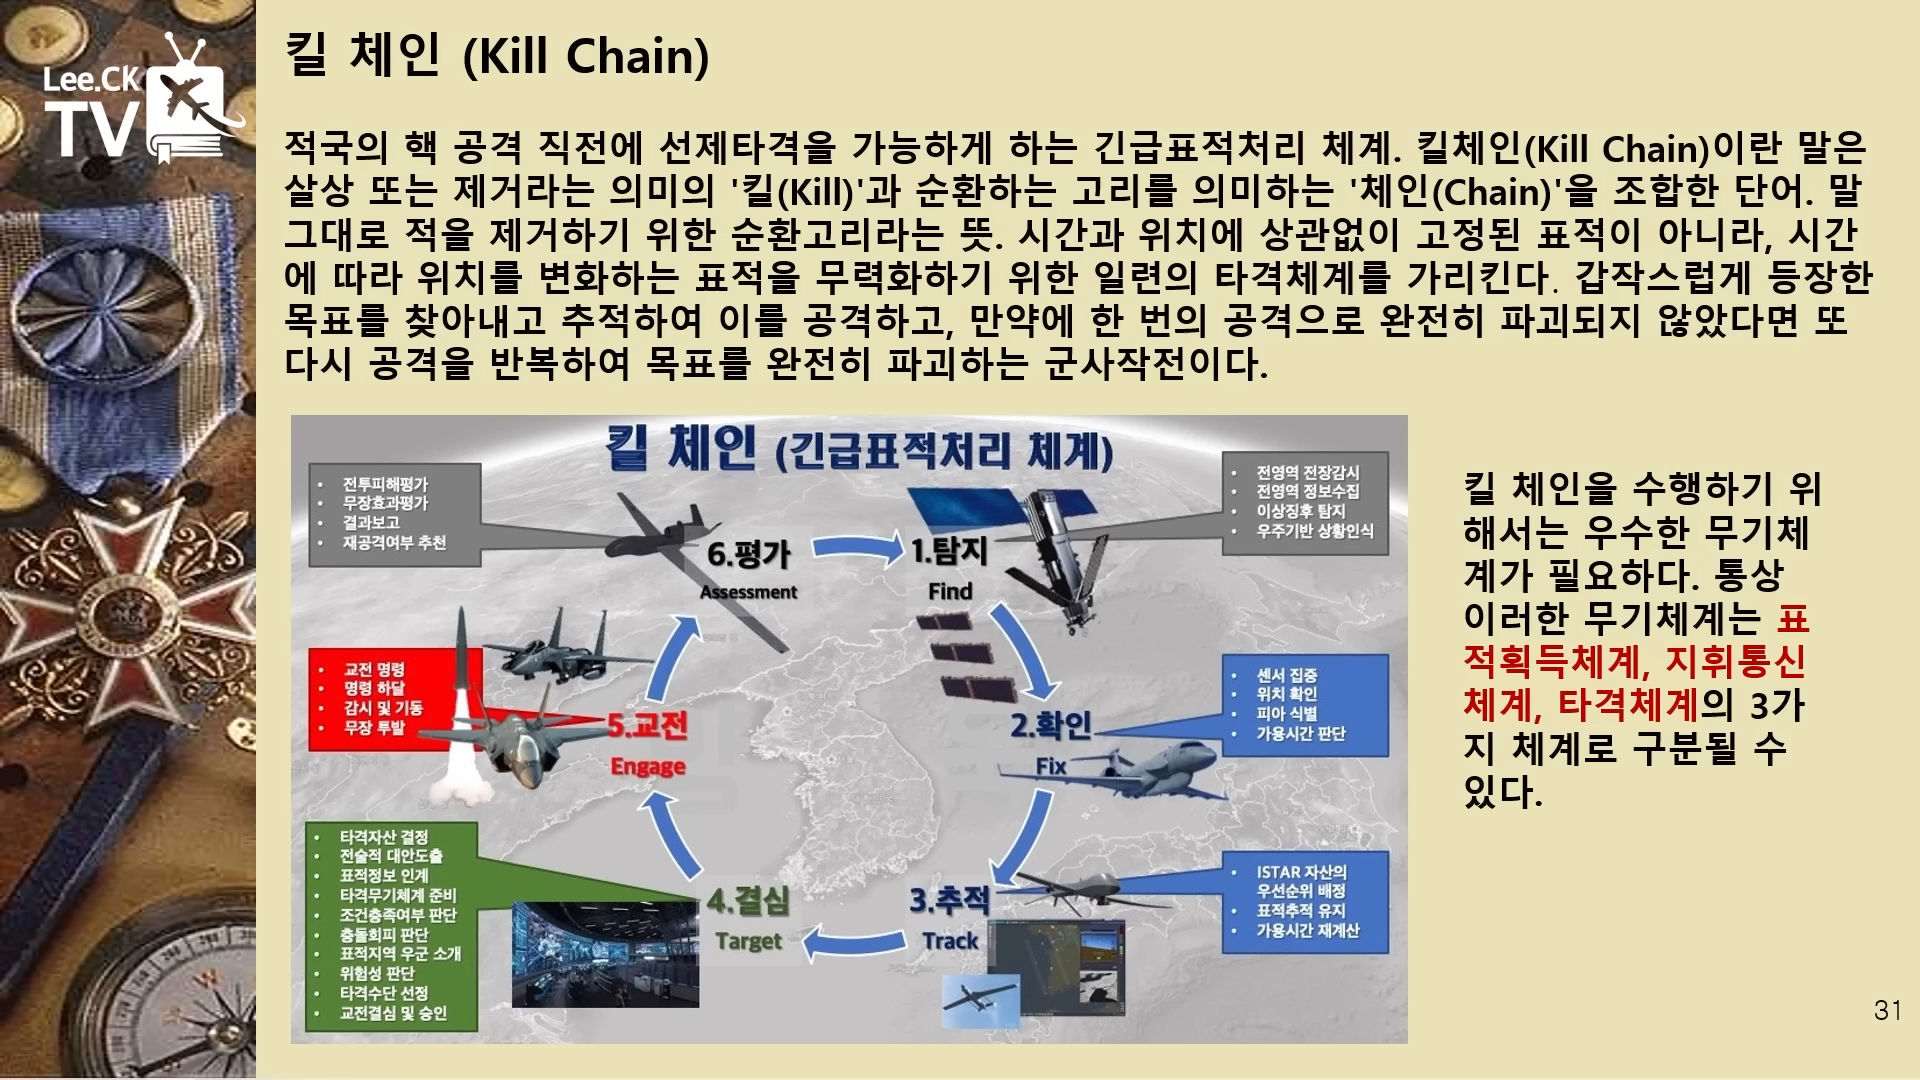 Lee.CK
TV
킬 체인 (Kill Chain)
적국의 핵 공격 직전에 선제타격을 가능하게 하는 긴급표적처리 체계. 킬체인(Kill Chain)이란 말은
살상 또는 제거라는 의미의 '킬(Kill)'과 순환하는 고리를 의미하는 '체인(Chain)'을 조합한 단어. 말
그대로 적을 제거하기 위한 순환고리라는 뜻. 시간과 위치에 상관없이 고정된 표적이 아니라, 시간
에 따라 위치를 변화하는 표적을 무력화하기 위한 일련의 타격체계를 가리킨다. 갑작스럽게 등장한
목표를 찾아내고 추적하여 이를 공격하고, 만약에 한 번의 공격으로 완전히 파괴되지 않았다면 또
다시 공격을 반복하여 목표를 완전히 파괴하는 군사작전이다.
킬 체인 (긴급표적처리 체계)
• 전투피해평가
• 무장효과평가
• 결과보고
• 재공격여부 추천
6.평가
Assessment
1.탐지
Find
• 전영역 전장감시
• 전영역 정보수집
• 이상징후 탐지
• 우주기반 상황인식
• 교전 명령
• 명령 하달
• 감시 및 기동
• 무장 투발
5.교전
Engage
2.확인
Fix
• 센서 집중
• 위치 확인
• 피아 식별
• 가용시간 판단
• 타격자산 결정
• 전술적 대안도출
• 표적정보 인계
• 타격무기체계 준비
• 조건충족여부 판단
• 충돌회피 판단
• 표적지역 우군 소개
• 위험성 판단
• 타격수단 선정
• 교전결심 및 승인
4.결심
Target
3.추적
Track
• ISTAR 자산의
우선순위 배정
• 표적추적 유지
• 가용시간 재계산
킬 체인을 수행하기 위
해서는 우수한 무기체
계가 필요하다. 통상
이러한 무기체계는 표
적획득체계, 지휘통신
체계, 타격체계의 3가
지 체계로 구분될 수
있다.
31